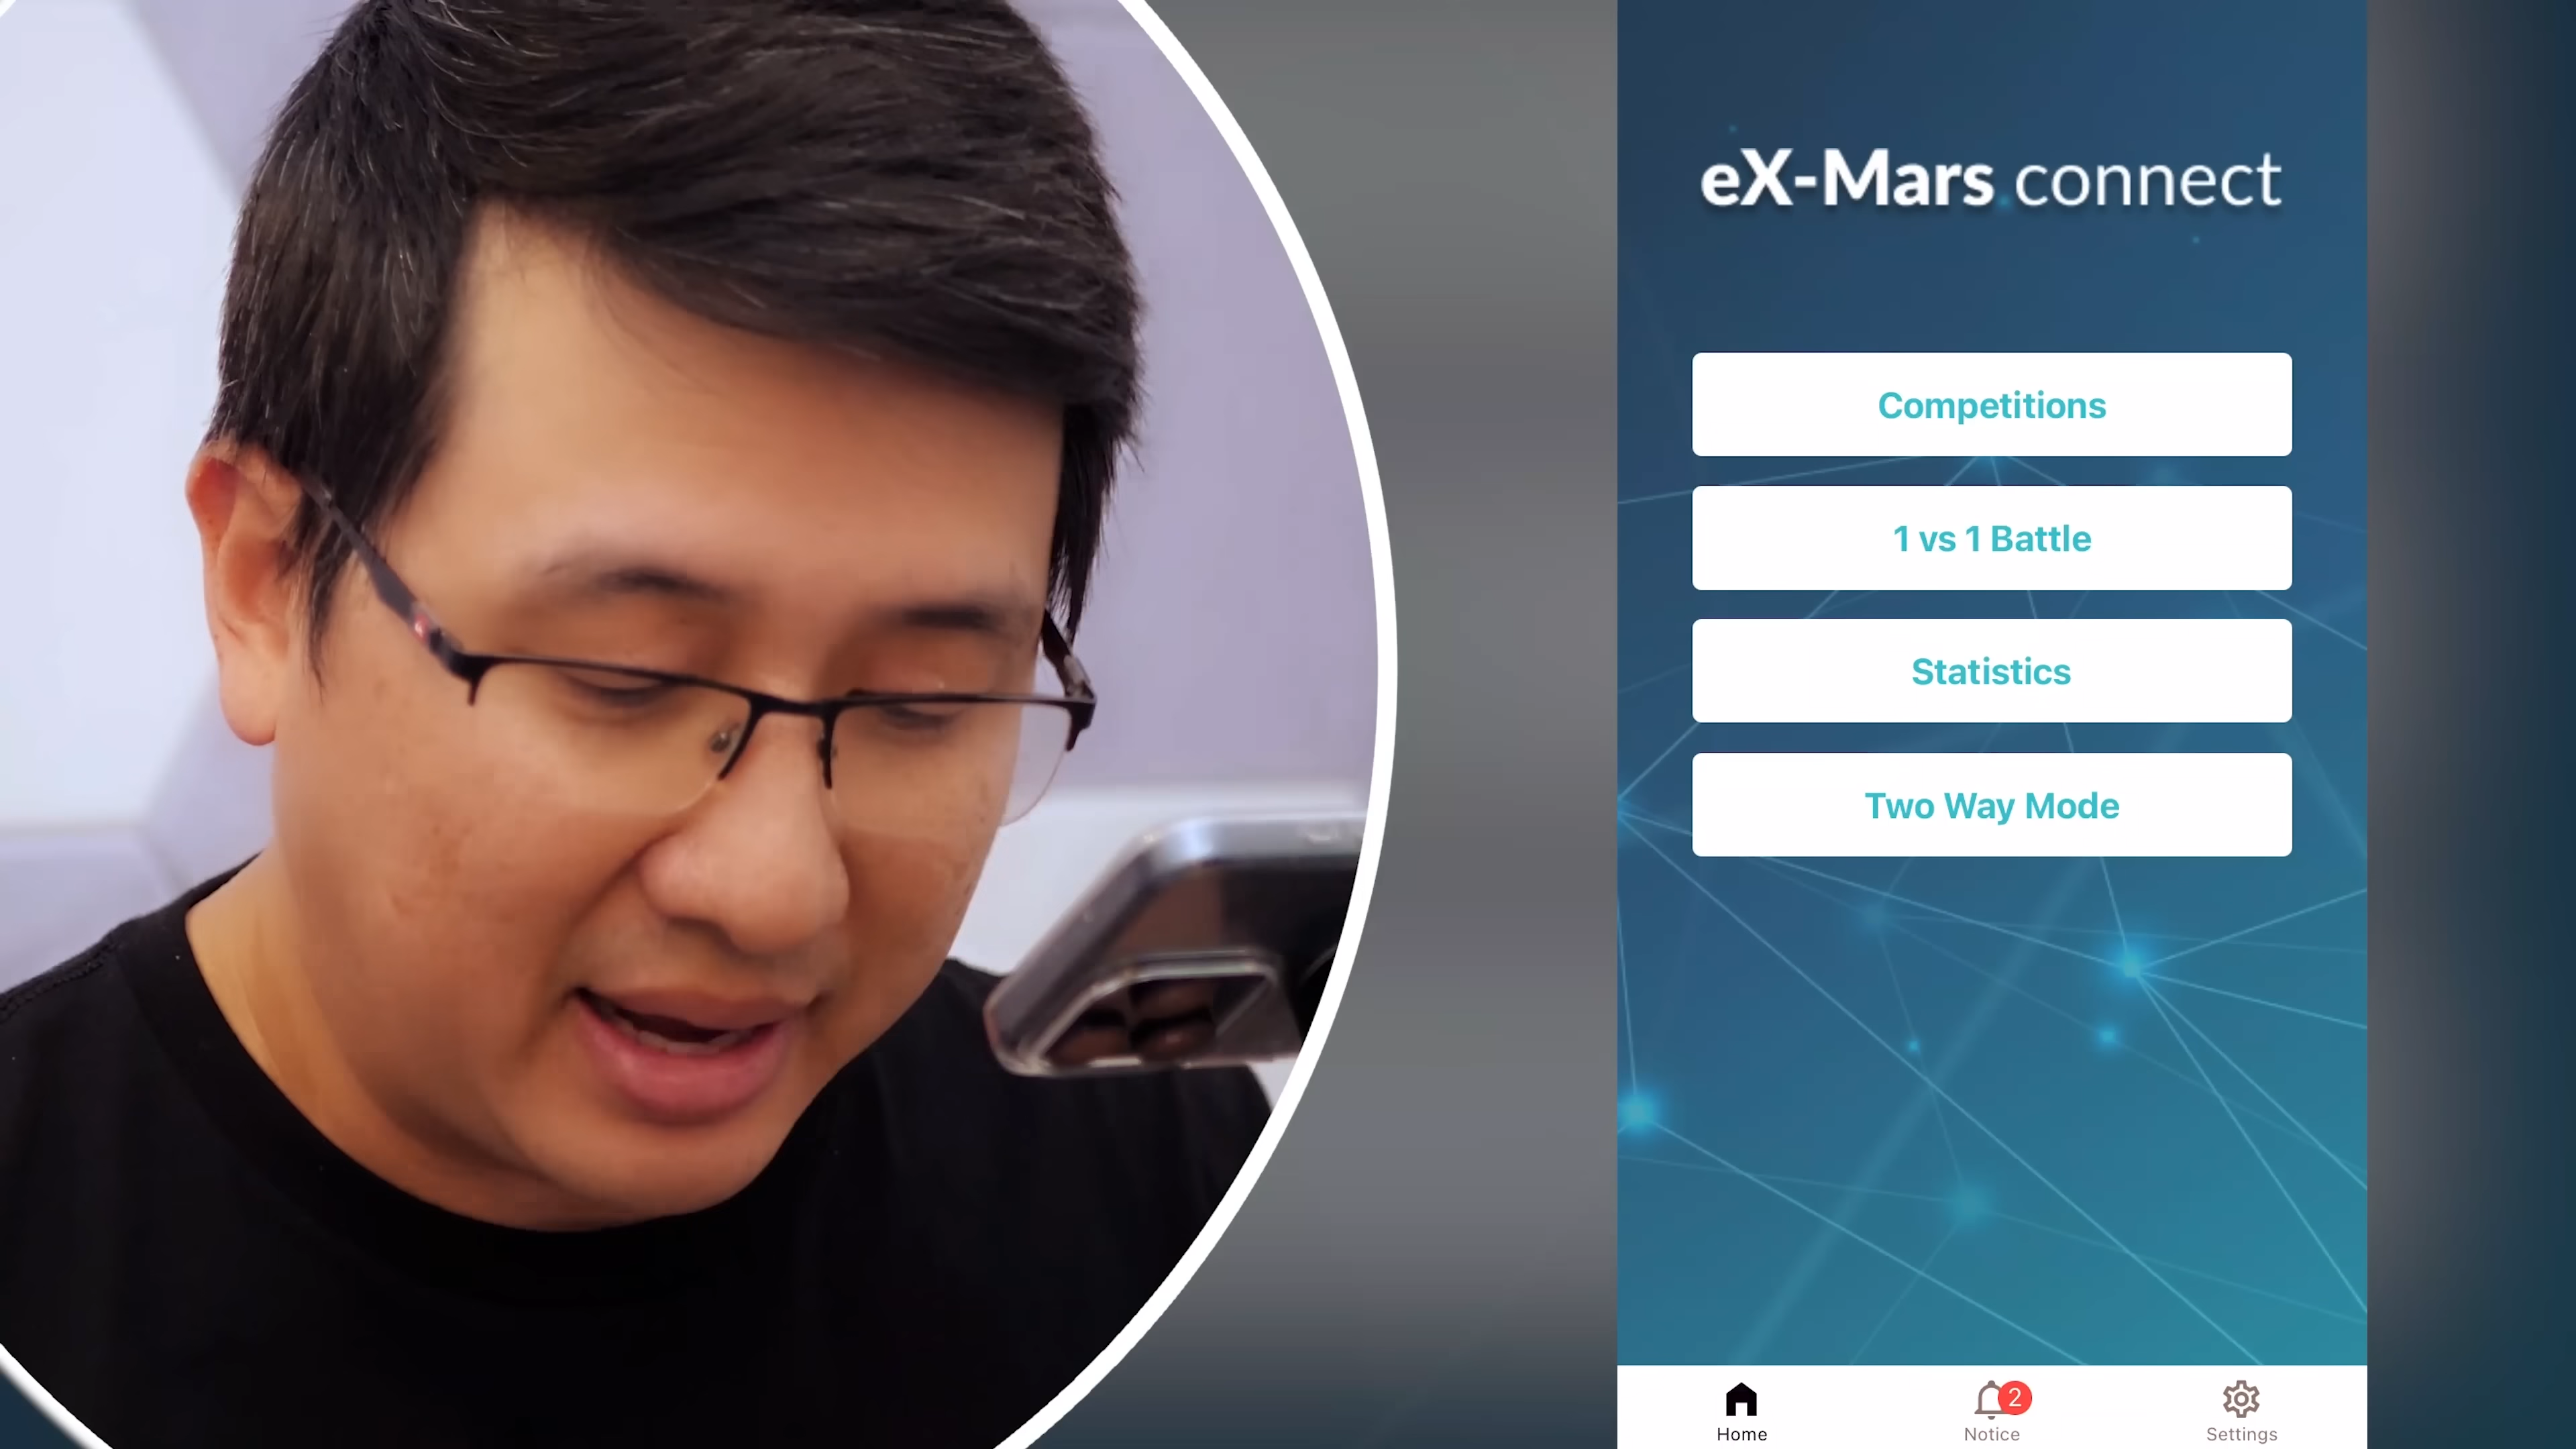 eX-Mars connect
Competitions
1 vs 1 Battle
Statistics
Two Way Mode
2
Home
Notice
Settings